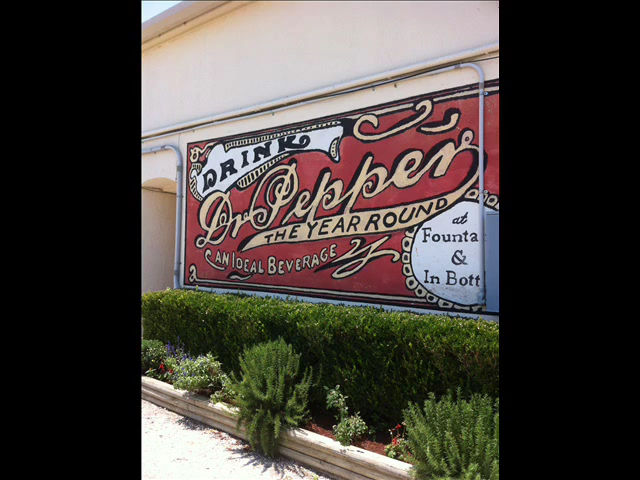 DRINK
Dr Pepper
THE YEAR ROUND
AN IDEAL BEVERAGE
at
Founta
&
In Bott